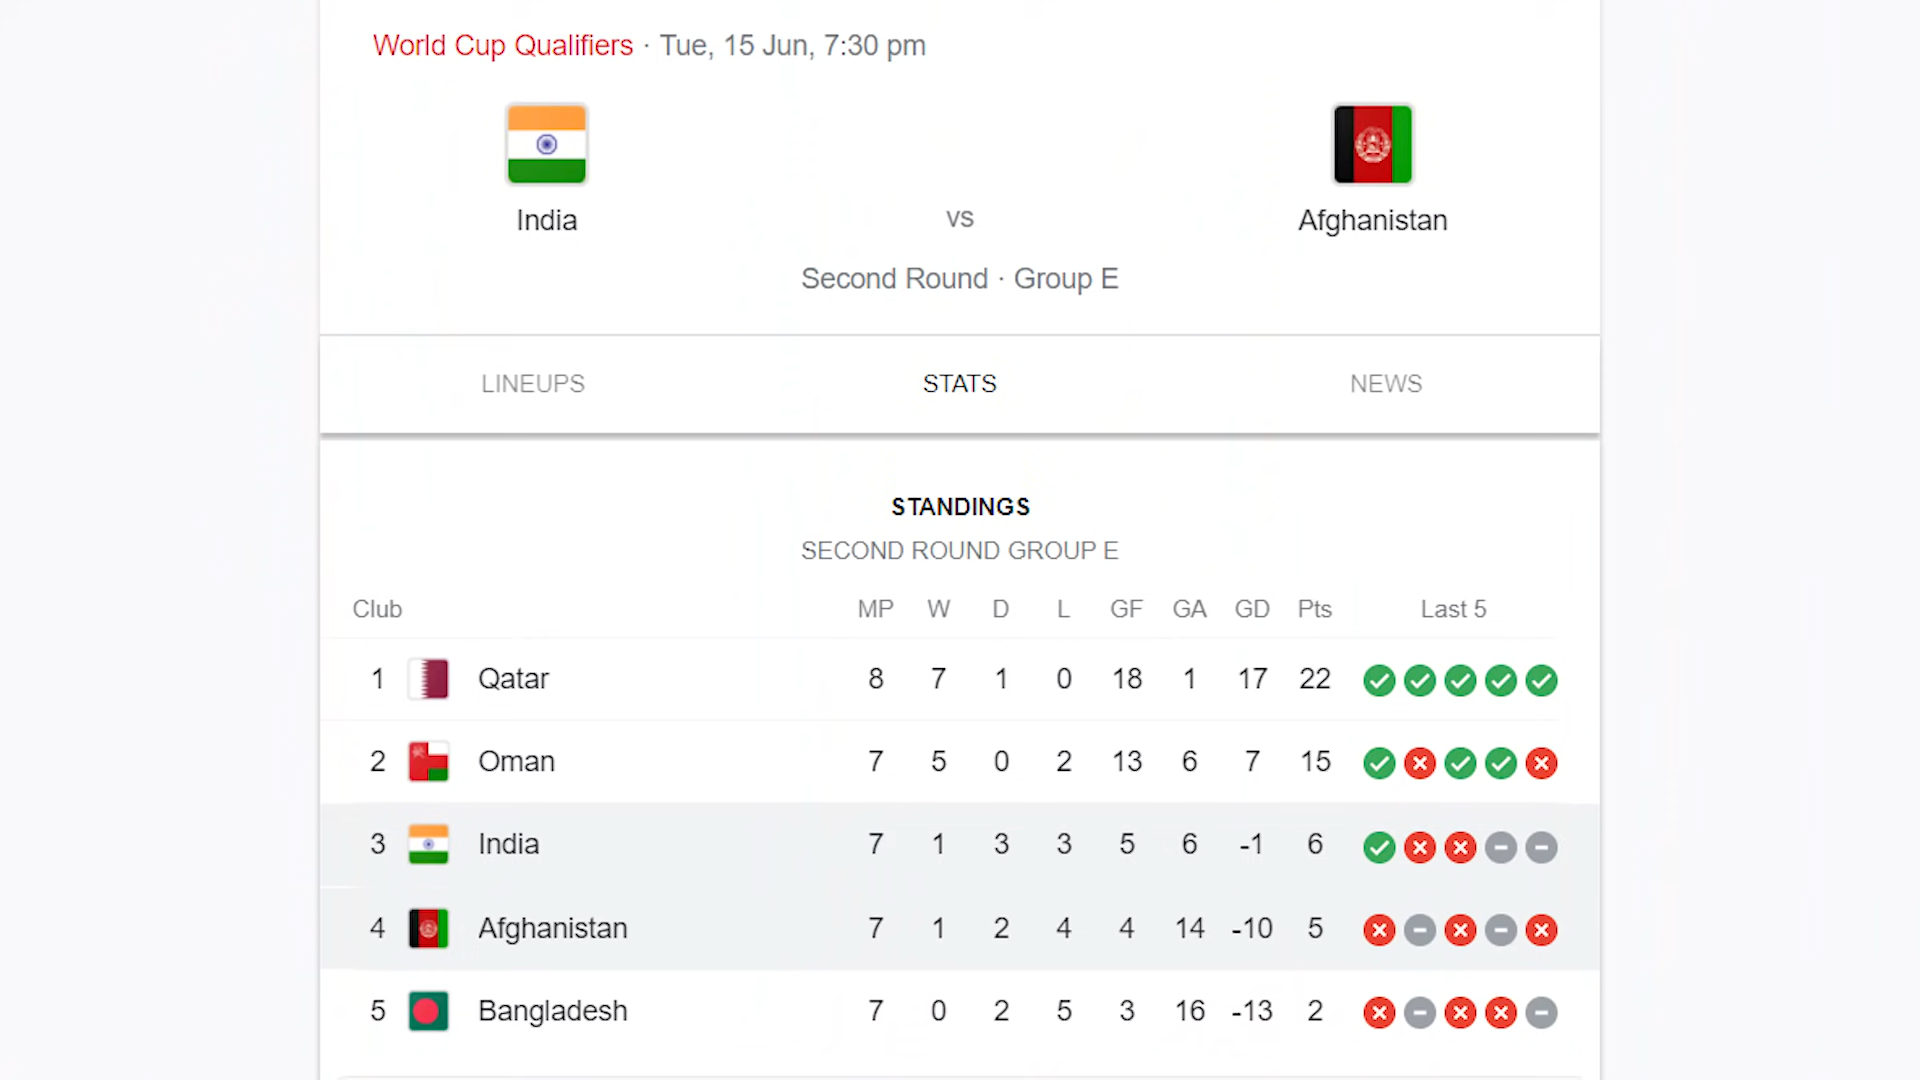 World Cup Qualifiers · Tue, 15 Jun, 7:30 pm
India vs Afghanistan
Second Round · Group E
LINEUPS STATS NEWS
STANDINGS
SECOND ROUND GROUP E
Club MP W D L GF GA GD Pts Last 5
1 Qatar 8 7 1 0 18 1 17 22
2 Oman 7 5 0 2 13 6 7 15
3 India 7 1 3 3 5 6 -1 6
4 Afghanistan 7 1 2 4 4 14 -10 5
5 Bangladesh 7 0 2 5 3 16 -13 2